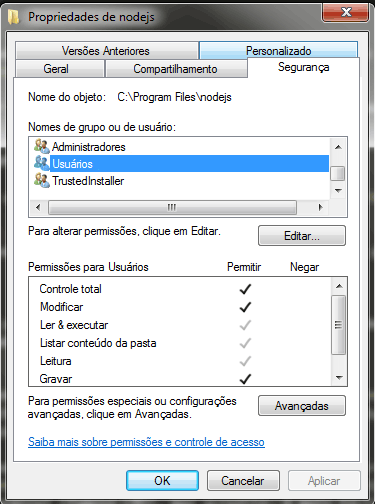 Propriedades de nodejs
Versões Anteriores
Personalizado
Geral
Compartilhamento
Segurança
Nome do objeto: C:\Program Files\nodejs
Nomes de grupo ou de usuário:
Administradores
Usuários
TrustedInstaller
Para alterar permissões, clique em Editar.
Editar...
Permissões para Usuários
Permitir
Negar
Controle total
Modificar
Ler & executar
Listar conteúdo da pasta
Leitura
Gravar
Para permissões especiais ou configurações
avançadas, clique em Avançadas.
Avançadas
Saiba mais sobre permissões e controle de acesso
OK
Cancelar
Aplicar